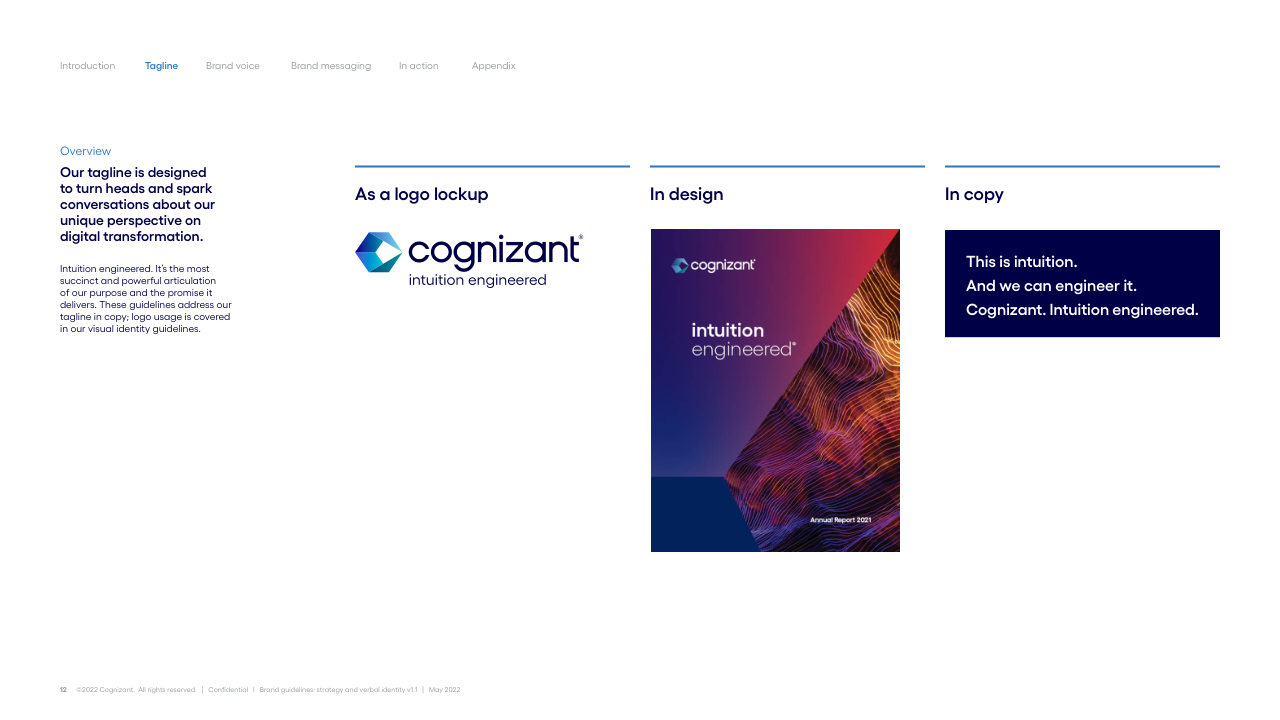 Introduction Tagline Brand voice Brand messaging In action Appendix
Overview
Our tagline is designed
to turn heads and spark
conversations about our
unique perspective on
digital transformation.
Intuition engineered. It’s the most
succinct and powerful articulation
of our purpose and the promise it
delivers. These guidelines address our
tagline in copy; logo usage is covered
in our visual identity guidelines.
As a logo lockup
cognizant®
intuition engineered
In design
cognizant®
intuition
engineered®
Annual Report 2021
In copy
This is intuition.
And we can engineer it.
Cognizant. Intuition engineered.
12 ©2022 Cognizant. All rights reserved. | Confidential | Brand guidelines: strategy and verbal identity v1.1 | May 2022